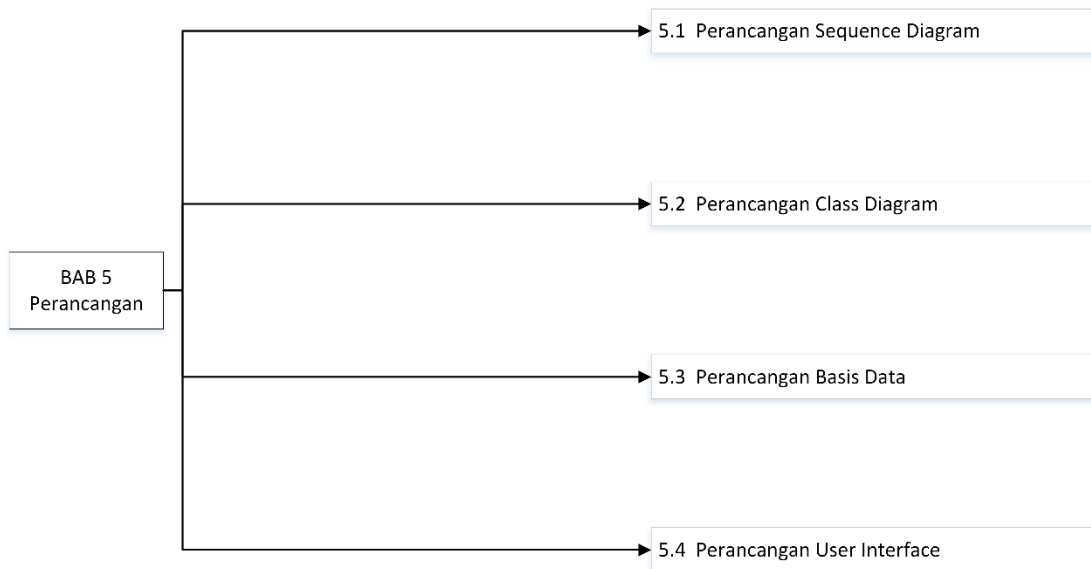 5.1 Perancangan Sequence Diagram
5.2 Perancangan Class Diagram
BAB 5
Perancangan
5.3 Perancangan Basis Data
5.4 Perancangan User Interface